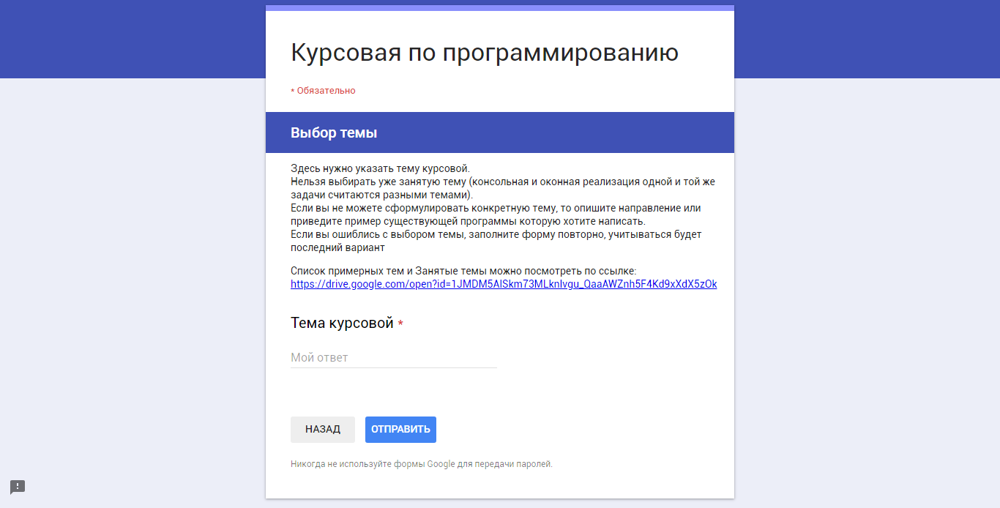 Курсовая по программированию
* Обязательно
Выбор темы
Здесь нужно указать тему курсовой.
Нельзя выбирать уже занятую тему (консольная и оконная реализация одной и той же
задачи считаются разными темами).
Если вы не можете сформулировать конкретную тему, то опишите направление или
приведите пример существующей программы которую хотите написать.
Если вы ошиблись с выбором темы, заполните форму повторно, учитываться будет
последний вариант
Список примерных тем и Занятые темы можно посмотреть по ссылке:
https://drive.google.com/open?id=1JMDM5AlSkm73MLknlvgu_QaaAWZnh5F4Kd9xXdX5zOk
Тема курсовой *
Мой ответ
НАЗАД ОТПРАВИТЬ
Никогда не используйте формы Google для передачи паролей.